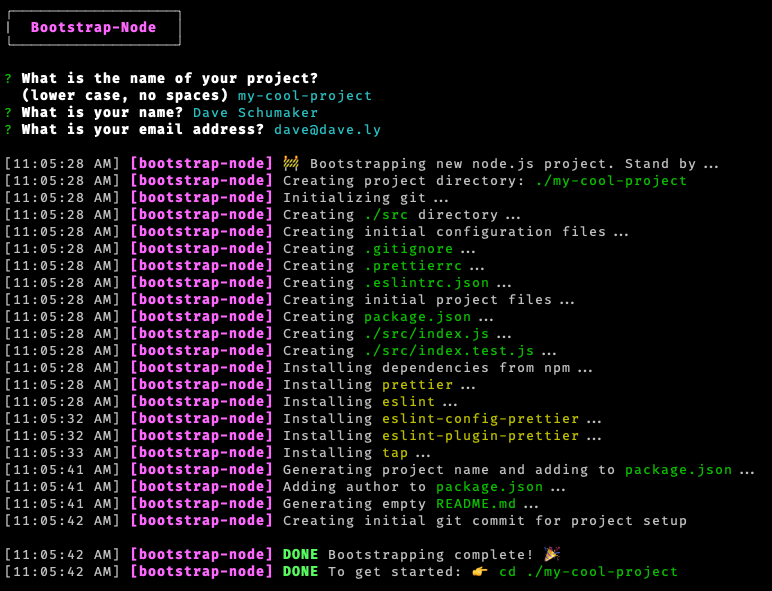 Bootstrap-Node
? What is the name of your project?
(lower case, no spaces) my-cool-project
? What is your name? Dave Schumaker
? What is your email address? dave@dave.ly
[11:05:28 AM] [bootstrap-node] 🚧 Bootstrapping new node.js project. Stand by…
[11:05:28 AM] [bootstrap-node] Creating project directory: ./my-cool-project
[11:05:28 AM] [bootstrap-node] Initializing git…
[11:05:28 AM] [bootstrap-node] Creating ./src directory…
[11:05:28 AM] [bootstrap-node] Creating initial configuration files…
[11:05:28 AM] [bootstrap-node] Creating .gitignore…
[11:05:28 AM] [bootstrap-node] Creating .prettierrc…
[11:05:28 AM] [bootstrap-node] Creating .eslintrc.json…
[11:05:28 AM] [bootstrap-node] Creating initial project files…
[11:05:28 AM] [bootstrap-node] Creating package.json…
[11:05:28 AM] [bootstrap-node] Creating ./src/index.js…
[11:05:28 AM] [bootstrap-node] Creating ./src/index.test.js…
[11:05:28 AM] [bootstrap-node] Installing dependencies from npm…
[11:05:28 AM] [bootstrap-node] Installing prettier…
[11:05:28 AM] [bootstrap-node] Installing eslint…
[11:05:32 AM] [bootstrap-node] Installing eslint-config-prettier…
[11:05:32 AM] [bootstrap-node] Installing eslint-plugin-prettier…
[11:05:33 AM] [bootstrap-node] Installing tap…
[11:05:41 AM] [bootstrap-node] Generating project name and adding to package.json…
[11:05:41 AM] [bootstrap-node] Adding author to package.json…
[11:05:41 AM] [bootstrap-node] Generating empty README.md…
[11:05:42 AM] [bootstrap-node] Creating initial git commit for project setup
[11:05:42 AM] [bootstrap-node] DONE Bootstrapping complete! 🎉
[11:05:42 AM] [bootstrap-node] DONE To get started: 👉 cd ./my-cool-project